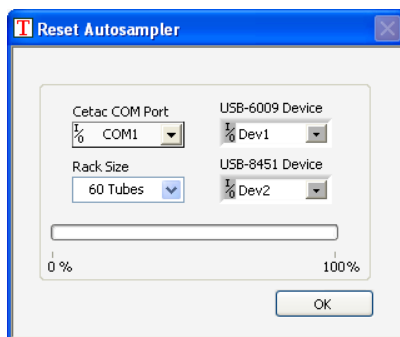 T Reset Autosampler
Cetac COM Port
I/O COM1
USB-6009 Device
I/O Dev1
Rack Size
60 Tubes
USB-8451 Device
I/O Dev2
0 %
100%
OK